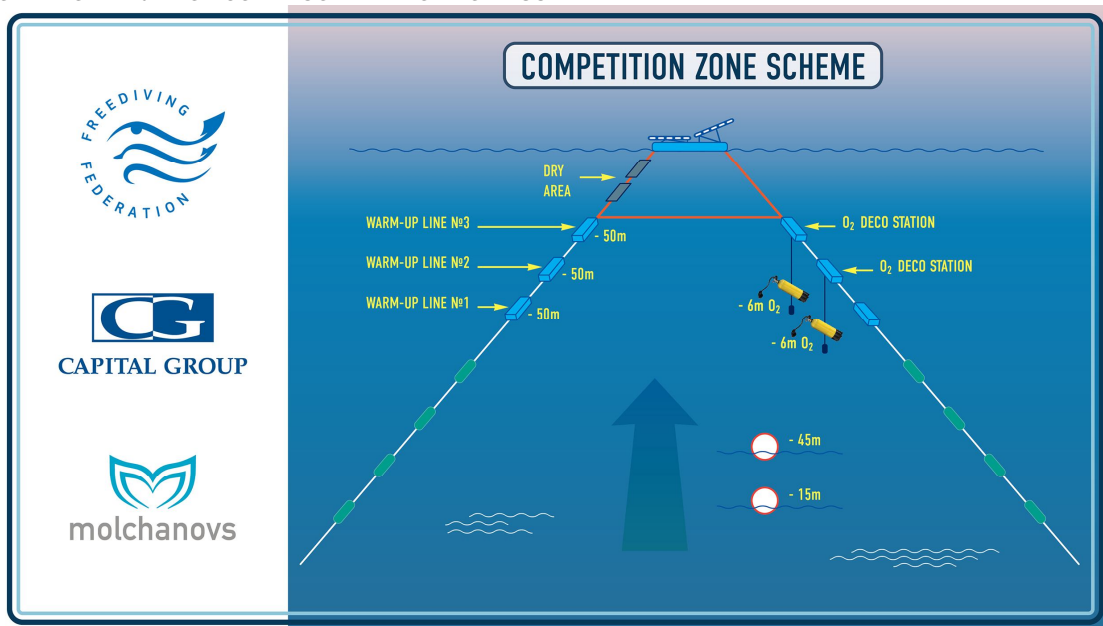 COMPETITION ZONE SCHEME
FREEDIVING
FEDERATION
CG
CAPITAL GROUP
molchanovs
DRY
AREA
WARM-UP LINE №3
- 50m
WARM-UP LINE №2
- 50m
WARM-UP LINE №1
- 50m
O₂ DECO STATION
O₂ DECO STATION
- 6m O₂
- 6m O₂
- 45m
- 15m